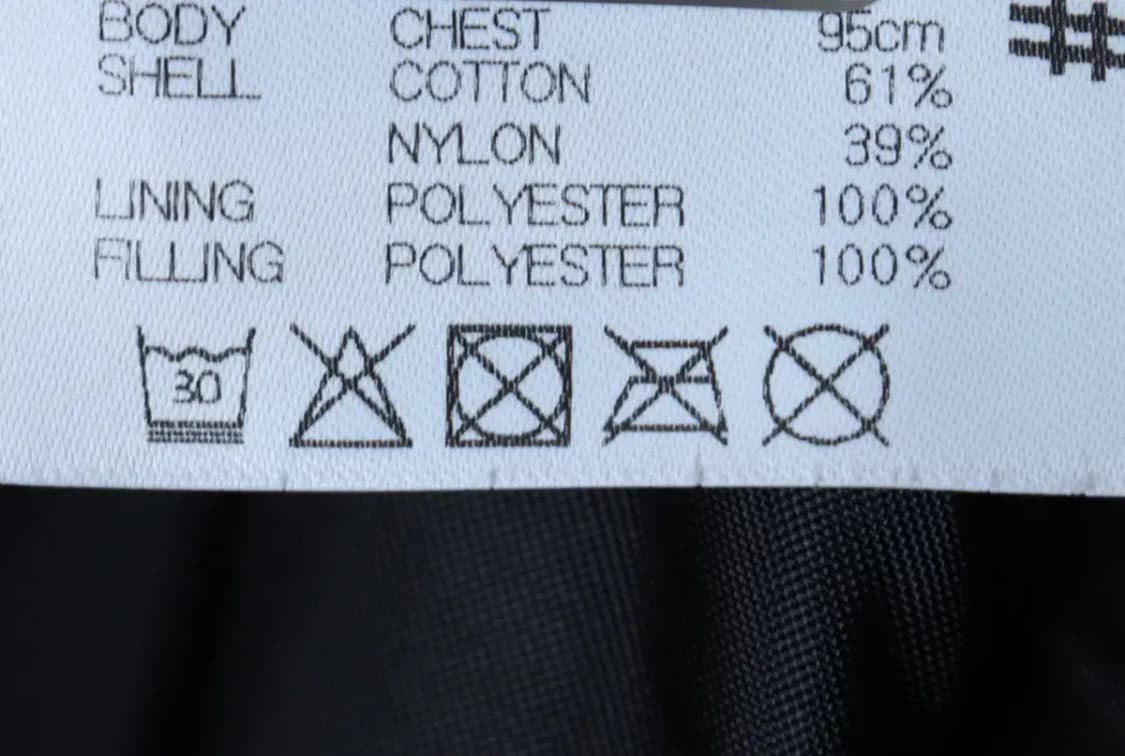 BODY CHEST 95cm
SHELL COTTON 61%
NYLON 39%
LINING POLYESTER 100%
FILLING POLYESTER 100%
30